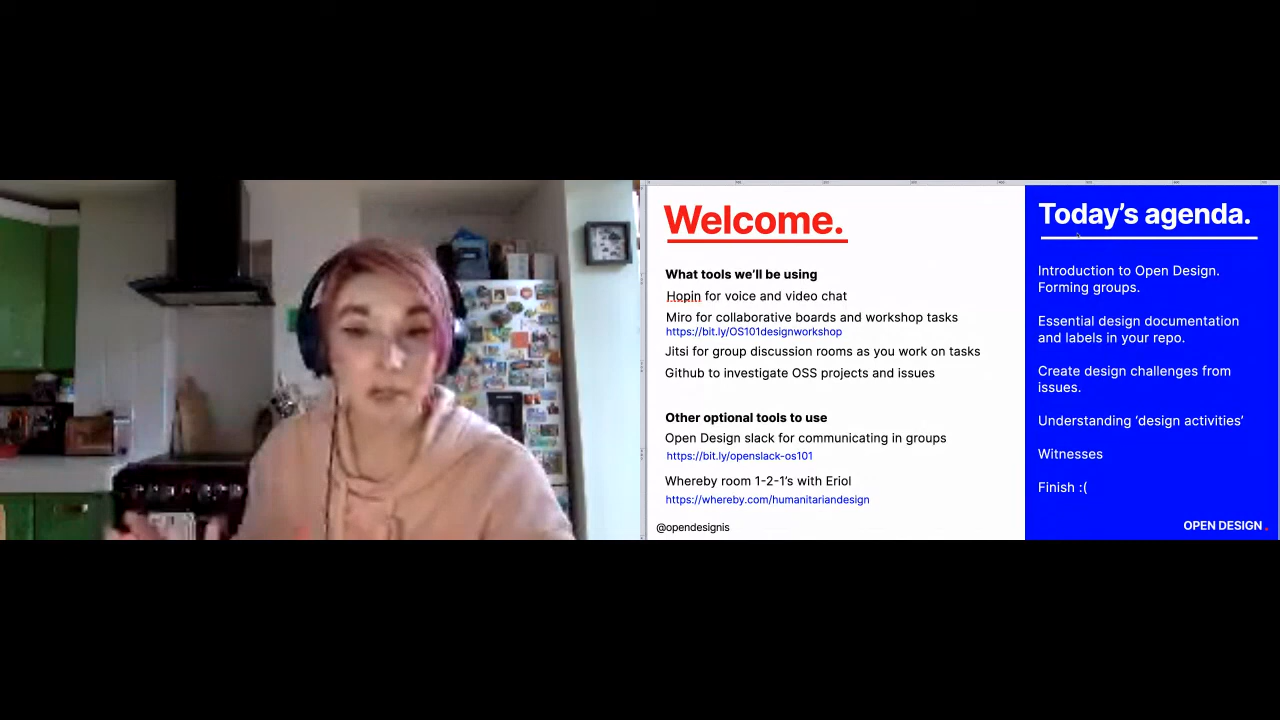 Welcome.
What tools we'll be using
Hopin for voice and video chat
Miro for collaborative boards and workshop tasks
https://bit.ly/OS101designworkshop
Jitsi for group discussion rooms as you work on tasks
Github to investigate OSS projects and issues
Other optional tools to use
Open Design slack for communicating in groups
https://bit.ly/openslack-os101
Whereby room 1-2-1's with Eriol
https://whereby.com/humanitariandesign
@opendesignis
Today's agenda.
Introduction to Open Design.
Forming groups.
Essential design documentation
and labels in your repo.
Create design challenges from
issues.
Understanding ‘design activities’
Witnesses
Finish :(
OPEN DESIGN.